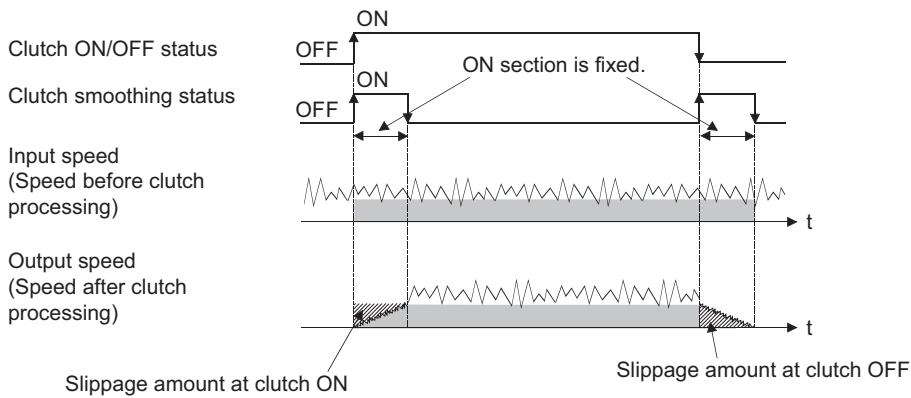 ON
Clutch ON/OFF status
OFF
ON section is fixed.
ON
Clutch smoothing status
OFF
Input speed
(Speed before clutch
processing)
t
Output speed
(Speed after clutch
processing)
t
Slippage amount at clutch ON
Slippage amount at clutch OFF